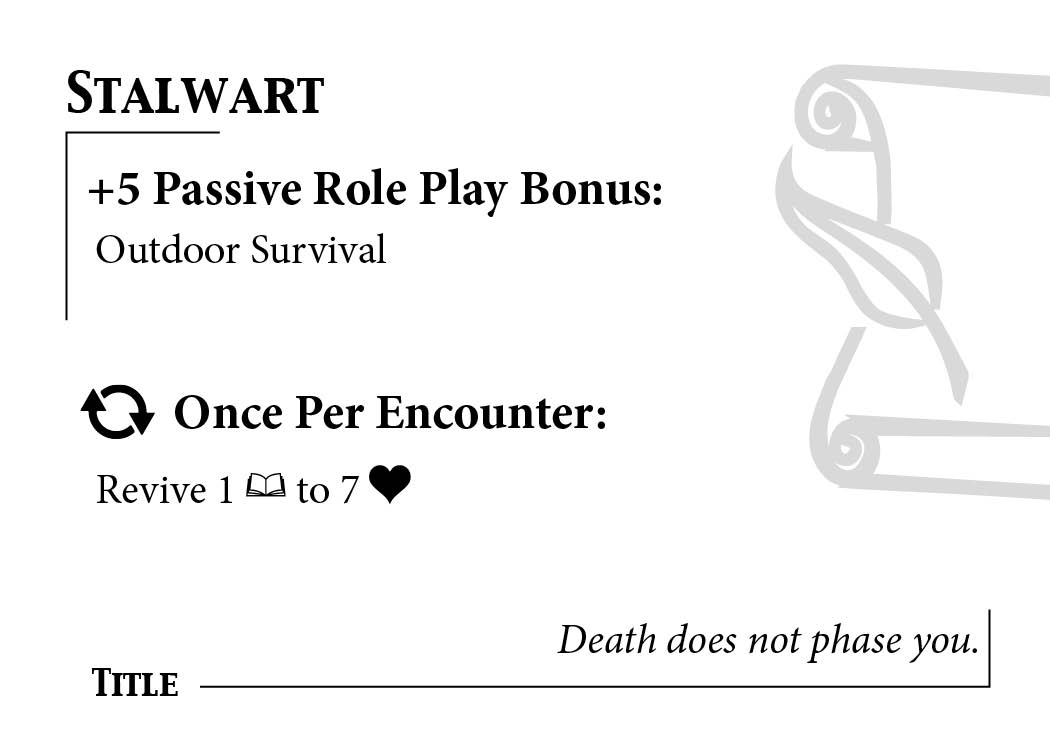 Stalwart
+5 Passive Role Play Bonus:
Outdoor Survival
Once Per Encounter:
Revive 1 to 7
Death does not phase you.
Title